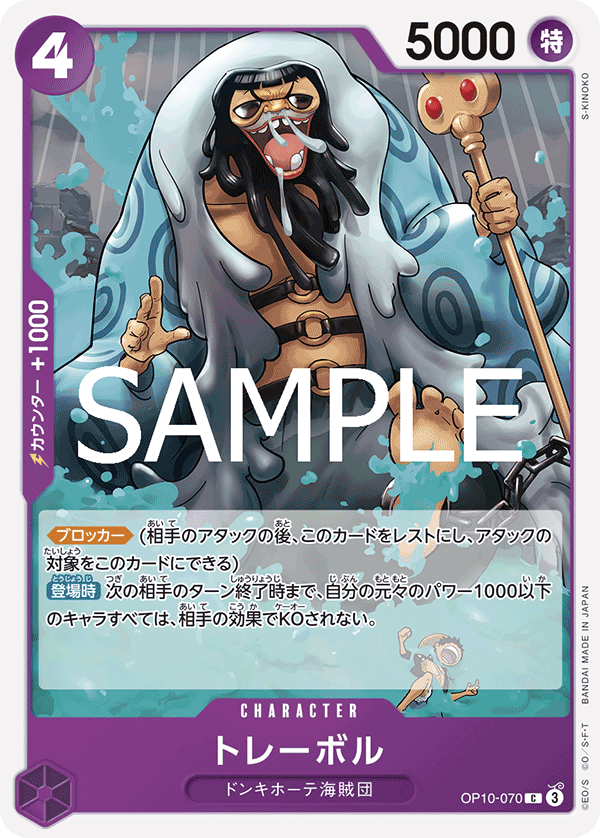 4
5000
特
S-KINOKO
カウンター +1000
SAMPLE
ブロッカー (相手のアタックの後、このカードをレストにし、アタックの
対象をこのカードにできる)
登場時 次の相手のターン終了時まで、自分の元々のパワー1000以下
のキャラすべては、相手の効果でKOされない。
CHARACTER
トレーボル
ドンキホーテ海賊団
OP10-070 C 3
©E.O/S ©O／S・F・T BANDAI MADE IN JAPAN